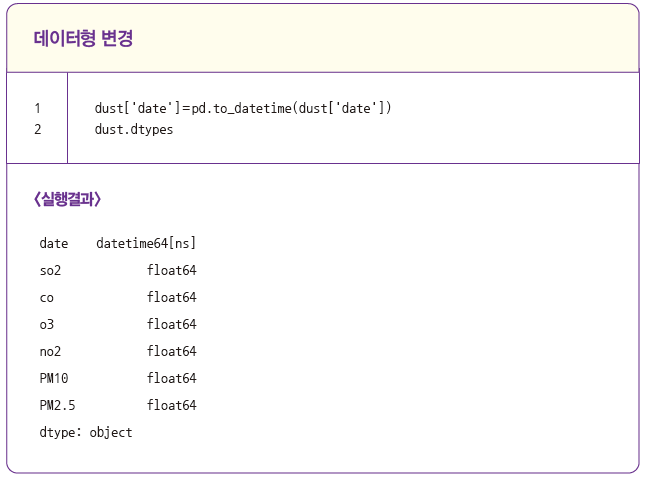 데이터형 변경
1 dust['date']=pd.to_datetime(dust['date'])
2 dust.dtypes
<실행결과>
date datetime64[ns]
so2 float64
co float64
o3 float64
no2 float64
PM10 float64
PM2.5 float64
dtype: object